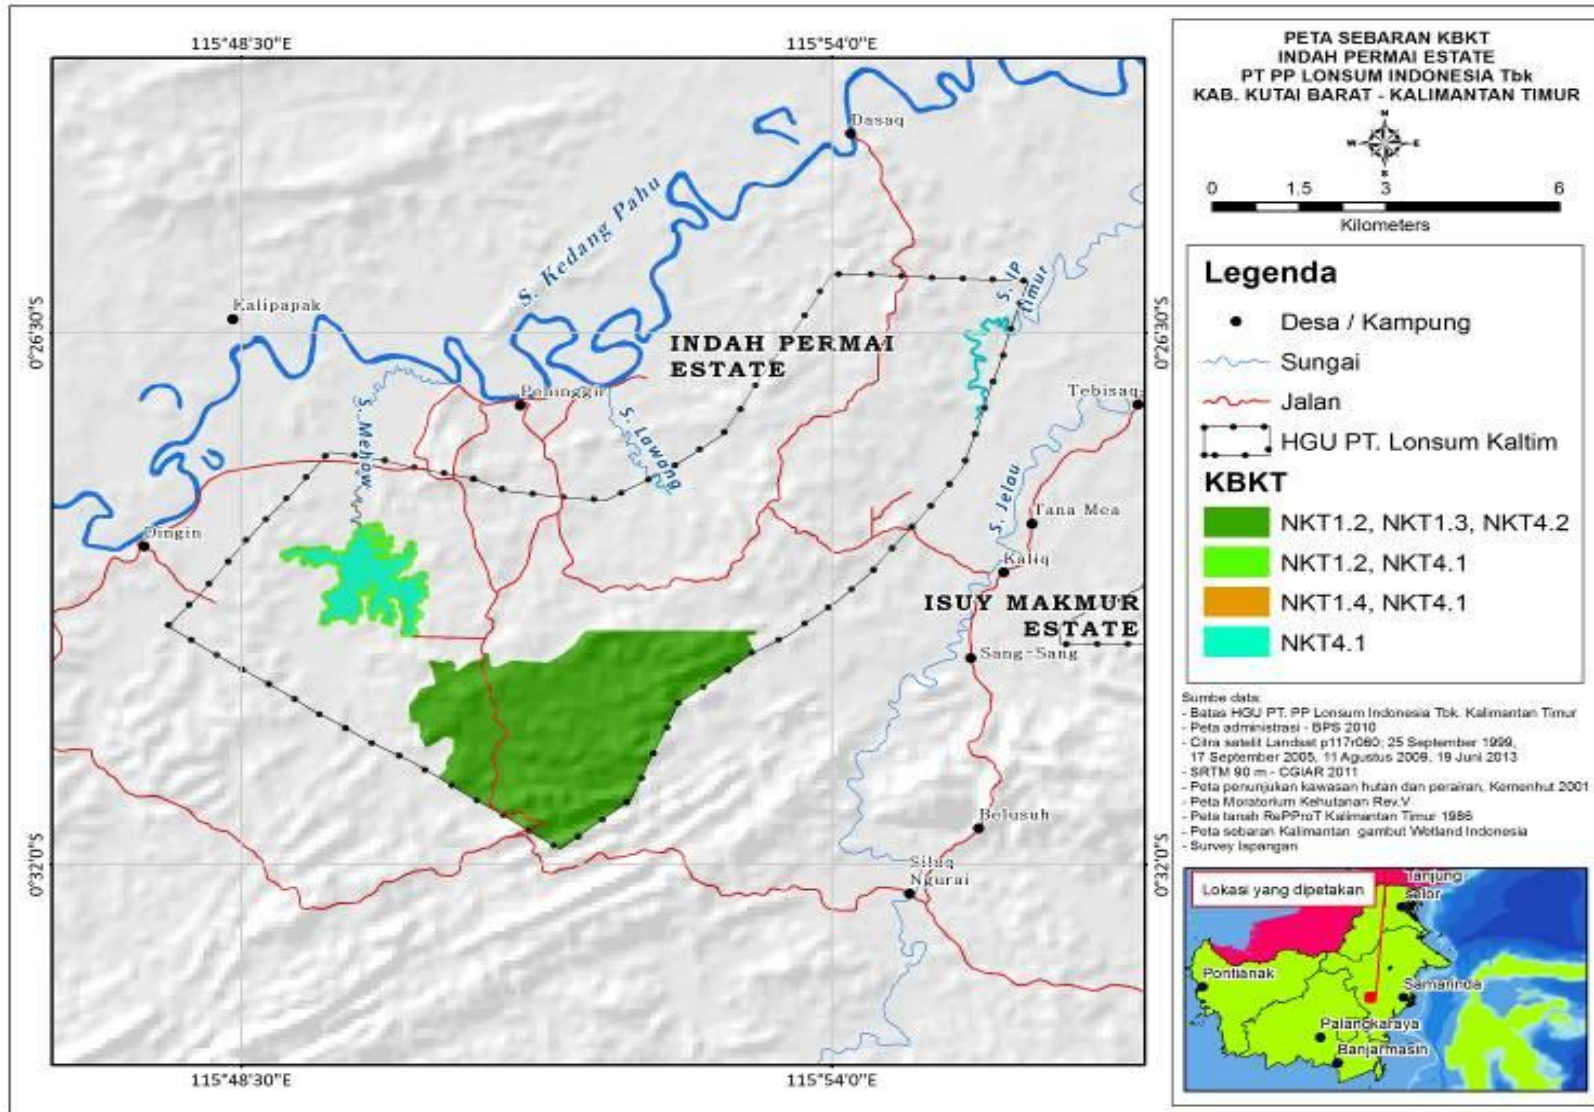 115°48'30"E
115°54'0"E
Dasaq
S. Kedang Pahu
Kalipapak
S. IP
Timur
0°26'30"S
0°26'30"S
INDAH PERMAI
ESTATE
Peninggir
Tebisaq
S. Mehaw
S. Lawang
S. Jelau
Tana Mea
Dingin
Kaliq
ISUY MAKMUR
ESTATE
Sang-Sang
Belusuh
0°32'0"S
0°32'0"S
Siluq
Ngurai
115°48'30"E
115°54'0"E
PETA SEBARAN KBKT
INDAH PERMAI ESTATE
PT PP LONSUM INDONESIA Tbk
KAB. KUTAI BARAT - KALIMANTAN TIMUR
N
W E
S
0 1.5 3 6
Kilometers
Legenda
Desa / Kampung
Sungai
Jalan
HGU PT. Lonsum Kaltim
KBKT
NKT1.2, NKT1.3, NKT4.2
NKT1.2, NKT4.1
NKT1.4, NKT4.1
NKT4.1
Sumbe data:
- Batas HGU PT. PP Lonsum Indonesia Tbk. Kalimantan Timur
- Peta administrasi - BPS 2010
- Citra satelit Landsat p117r060; 25 September 1999,
17 September 2005, 11 Agustus 2009, 19 Juni 2013
- SRTM 90 m - CGIAR 2011
- Peta penunjukan kawasan hutan dan perairan, Kemenhut 2001
- Peta Moratorium Kehutanan Rev.V
- Peta tanah RePPProT Kalimantan Timur 1986
- Peta sebaran Kalimantan gambut Wetland Indonesia
- Survey lapangan
Lokasi yang dipetakan
Tanjung
Selor
Pontianak
Samarinda
Palangkaraya
Banjarmasin